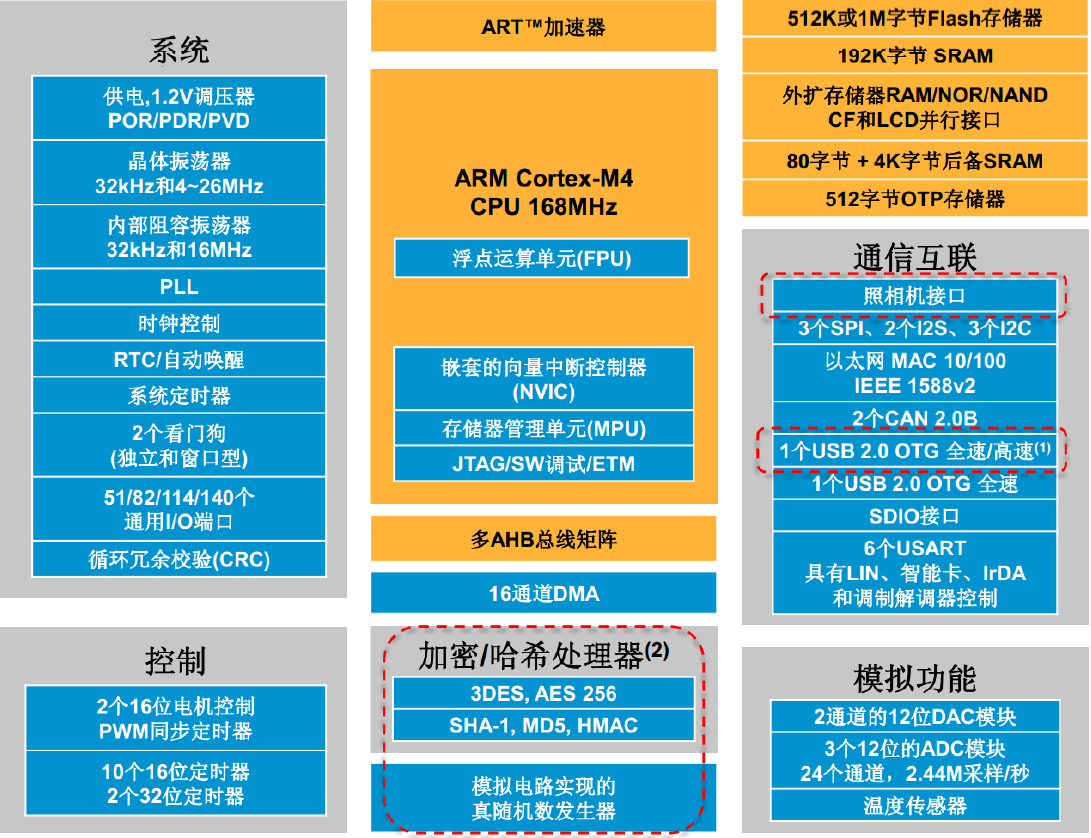 系统
供电,1.2V调压器
POR/PDR/PVD
晶体振荡器
32kHz和4~26MHz
内部阻容振荡器
32kHz和16MHz
PLL
时钟控制
RTC/自动唤醒
系统定时器
2个看门狗
(独立和窗口型)
51/82/114/140个
通用I/O端口
循环冗余校验(CRC)
控制
2个16位电机控制
PWM同步定时器
10个16位定时器
2个32位定时器
ART™加速器
ARM Cortex-M4
CPU 168MHz
浮点运算单元(FPU)
嵌套的向量中断控制器
(NVIC)
存储器管理单元(MPU)
JTAG/SW调试/ETM
多AHB总线矩阵
16通道DMA
加密/哈希处理器(2)
3DES, AES 256
SHA-1, MD5, HMAC
模拟电路实现的
真随机数发生器
512K或1M字节Flash存储器
192K字节 SRAM
外扩存储器RAM/NOR/NAND
CF和LCD并行接口
80字节 + 4K字节后备SRAM
512字节OTP存储器
通信互联
照相机接口
3个SPI、2个I2S、3个I2C
以太网 MAC 10/100
IEEE 1588v2
2个CAN 2.0B
1个USB 2.0 OTG 全速/高速(1)
1个USB 2.0 OTG 全速
SDIO接口
6个USART
具有LIN、智能卡、IrDA
和调制解调器控制
模拟功能
2通道的12位DAC模块
3个12位的ADC模块
24个通道，2.44M采样/秒
温度传感器